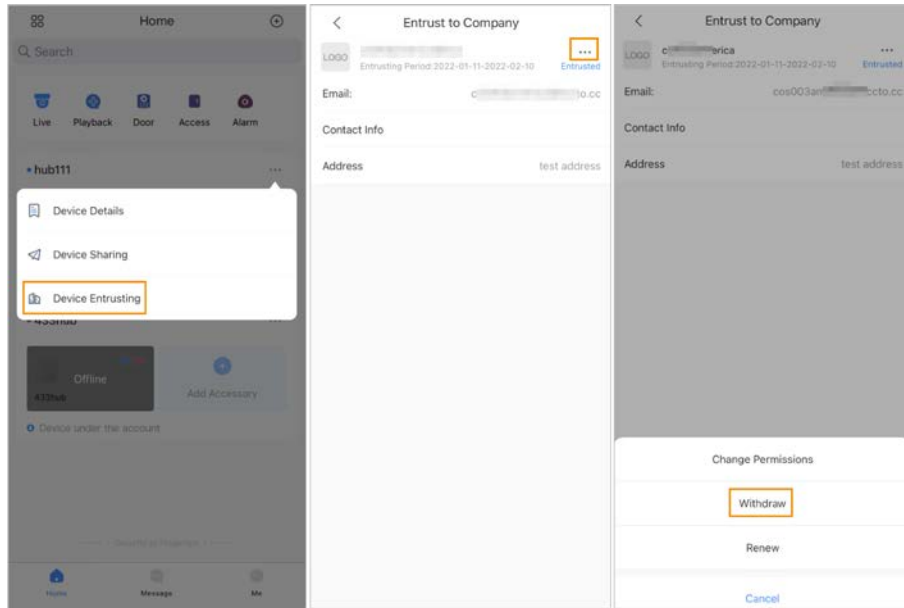 Home
Search
Live Playback Door Access Alarm
hub111
Device Details
Device Sharing
Device Entrusting
433hub
Offline
433hub
Add Accessory
Device under the account
Home Message Me
Entrust to Company
LOGO
Entrusting Period:2022-01-11-2022-02-10 Entrusted
Email:
Contact Info
Address test address
Entrust to Company
LOGO
Entrusting Period:2022-01-11-2022-02-10 Entrusted
Email:
Contact Info
Address test address
Change Permissions
Withdraw
Renew
Cancel